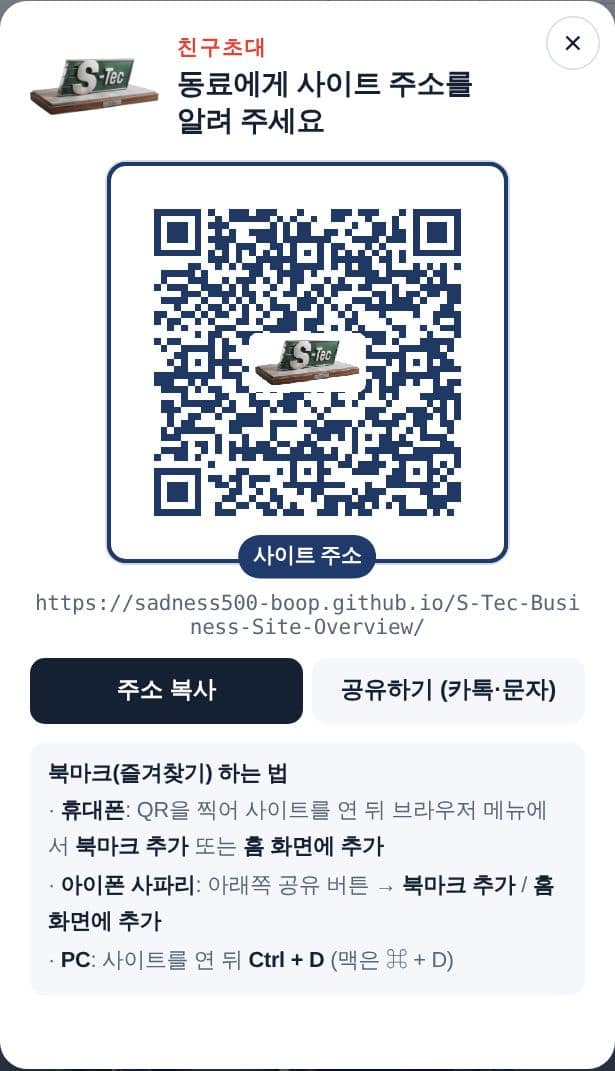 친구초대
S-Tec
동료에게 사이트 주소를
알려 주세요
S-Tec
사이트 주소
https://sadness500-boop.github.io/S-Tec-Busi
ness-Site-Overview/
주소 복사
공유하기 (카톡·문자)
북마크(즐겨찾기) 하는 법
· 휴대폰: QR을 찍어 사이트를 연 뒤 브라우저 메뉴에
서 북마크 추가 또는 홈 화면에 추가
· 아이폰 사파리: 아래쪽 공유 버튼 → 북마크 추가 / 홈
화면에 추가
· PC: 사이트를 연 뒤 Ctrl + D (맥은 ⌘ + D)